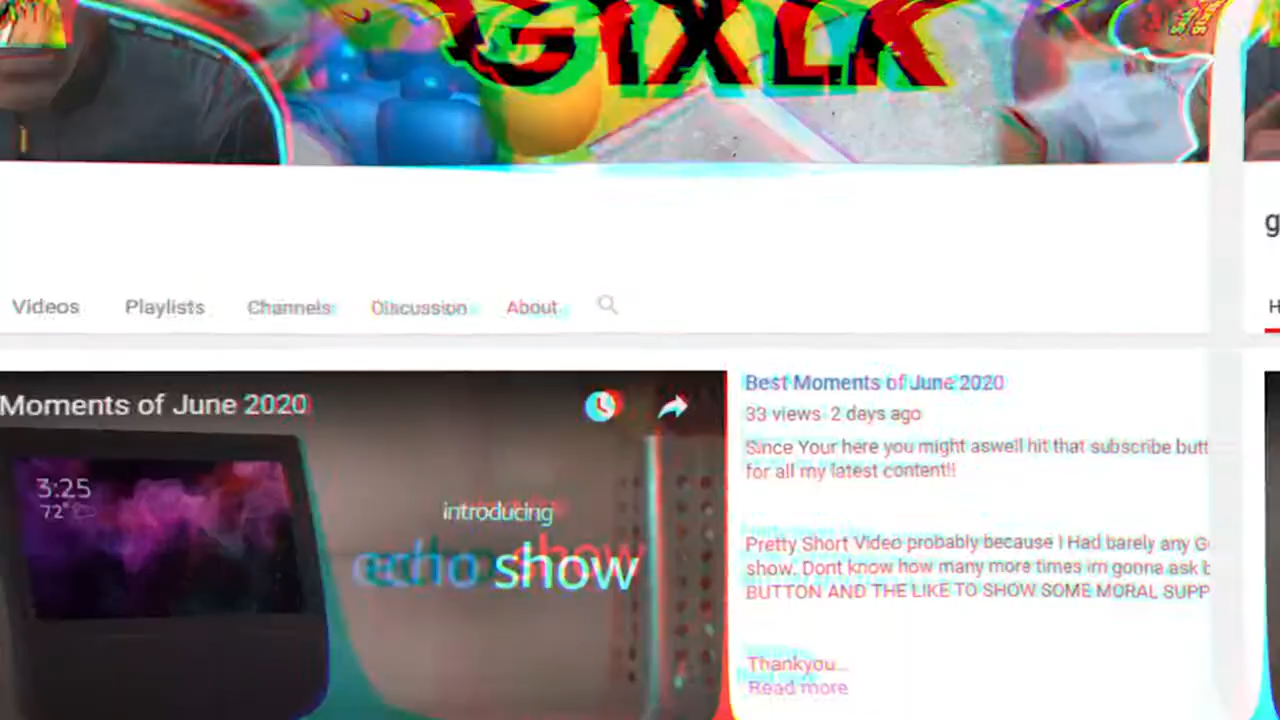 GIXLK
g
Videos Playlists Channels Discussion About
H
Moments of June 2020
3:25
72°
introducing
echo show
Best Moments of June 2020
33 views 2 days ago
Since Your here you might aswell hit that subscribe butt
for all my latest content!!
Pretty Short Video probably because I Had barely any G
show. Dont know how many more times im gonna ask b
BUTTON AND THE LIKE TO SHOW SOME MORAL SUPP
Thankyou...
Read more